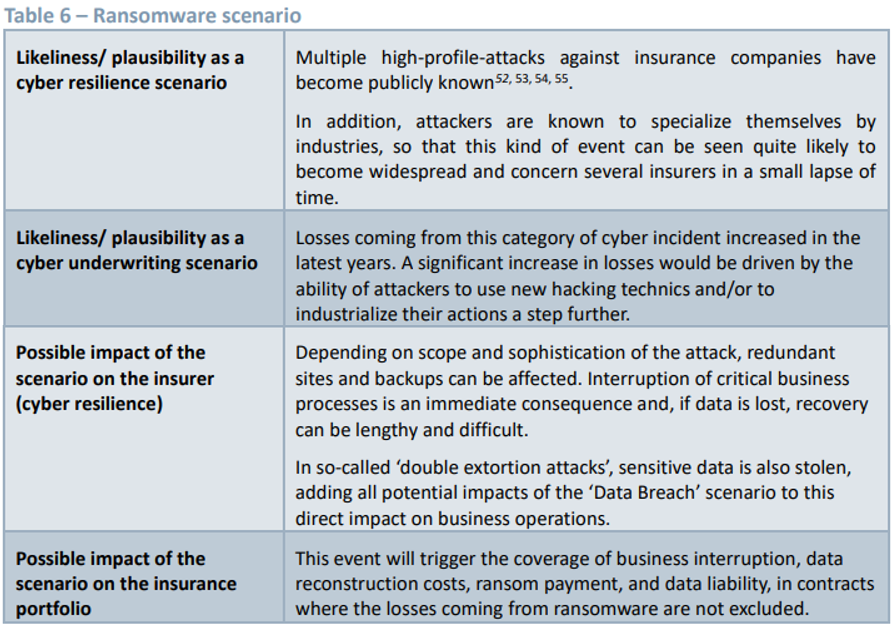 Table 6 – Ransomware scenario
Likeliness/ plausibility as a
cyber resilience scenario
Multiple high-profile-attacks against insurance companies have
become publicly known52, 53, 54, 55.
In addition, attackers are known to specialize themselves by
industries, so that this kind of event can be seen quite likely to
become widespread and concern several insurers in a small lapse of
time.
Likeliness/ plausibility as a
cyber underwriting scenario
Losses coming from this category of cyber incident increased in the
latest years. A significant increase in losses would be driven by the
ability of attackers to use new hacking technics and/or to
industrialize their actions a step further.
Possible impact of the
scenario on the insurer
(cyber resilience)
Depending on scope and sophistication of the attack, redundant
sites and backups can be affected. Interruption of critical business
processes is an immediate consequence and, if data is lost, recovery
can be lengthy and difficult.
In so-called ‘double extortion attacks’, sensitive data is also stolen,
adding all potential impacts of the ‘Data Breach’ scenario to this
direct impact on business operations.
Possible impact of the
scenario on the insurance
portfolio
This event will trigger the coverage of business interruption, data
reconstruction costs, ransom payment, and data liability, in contracts
where the losses coming from ransomware are not excluded.